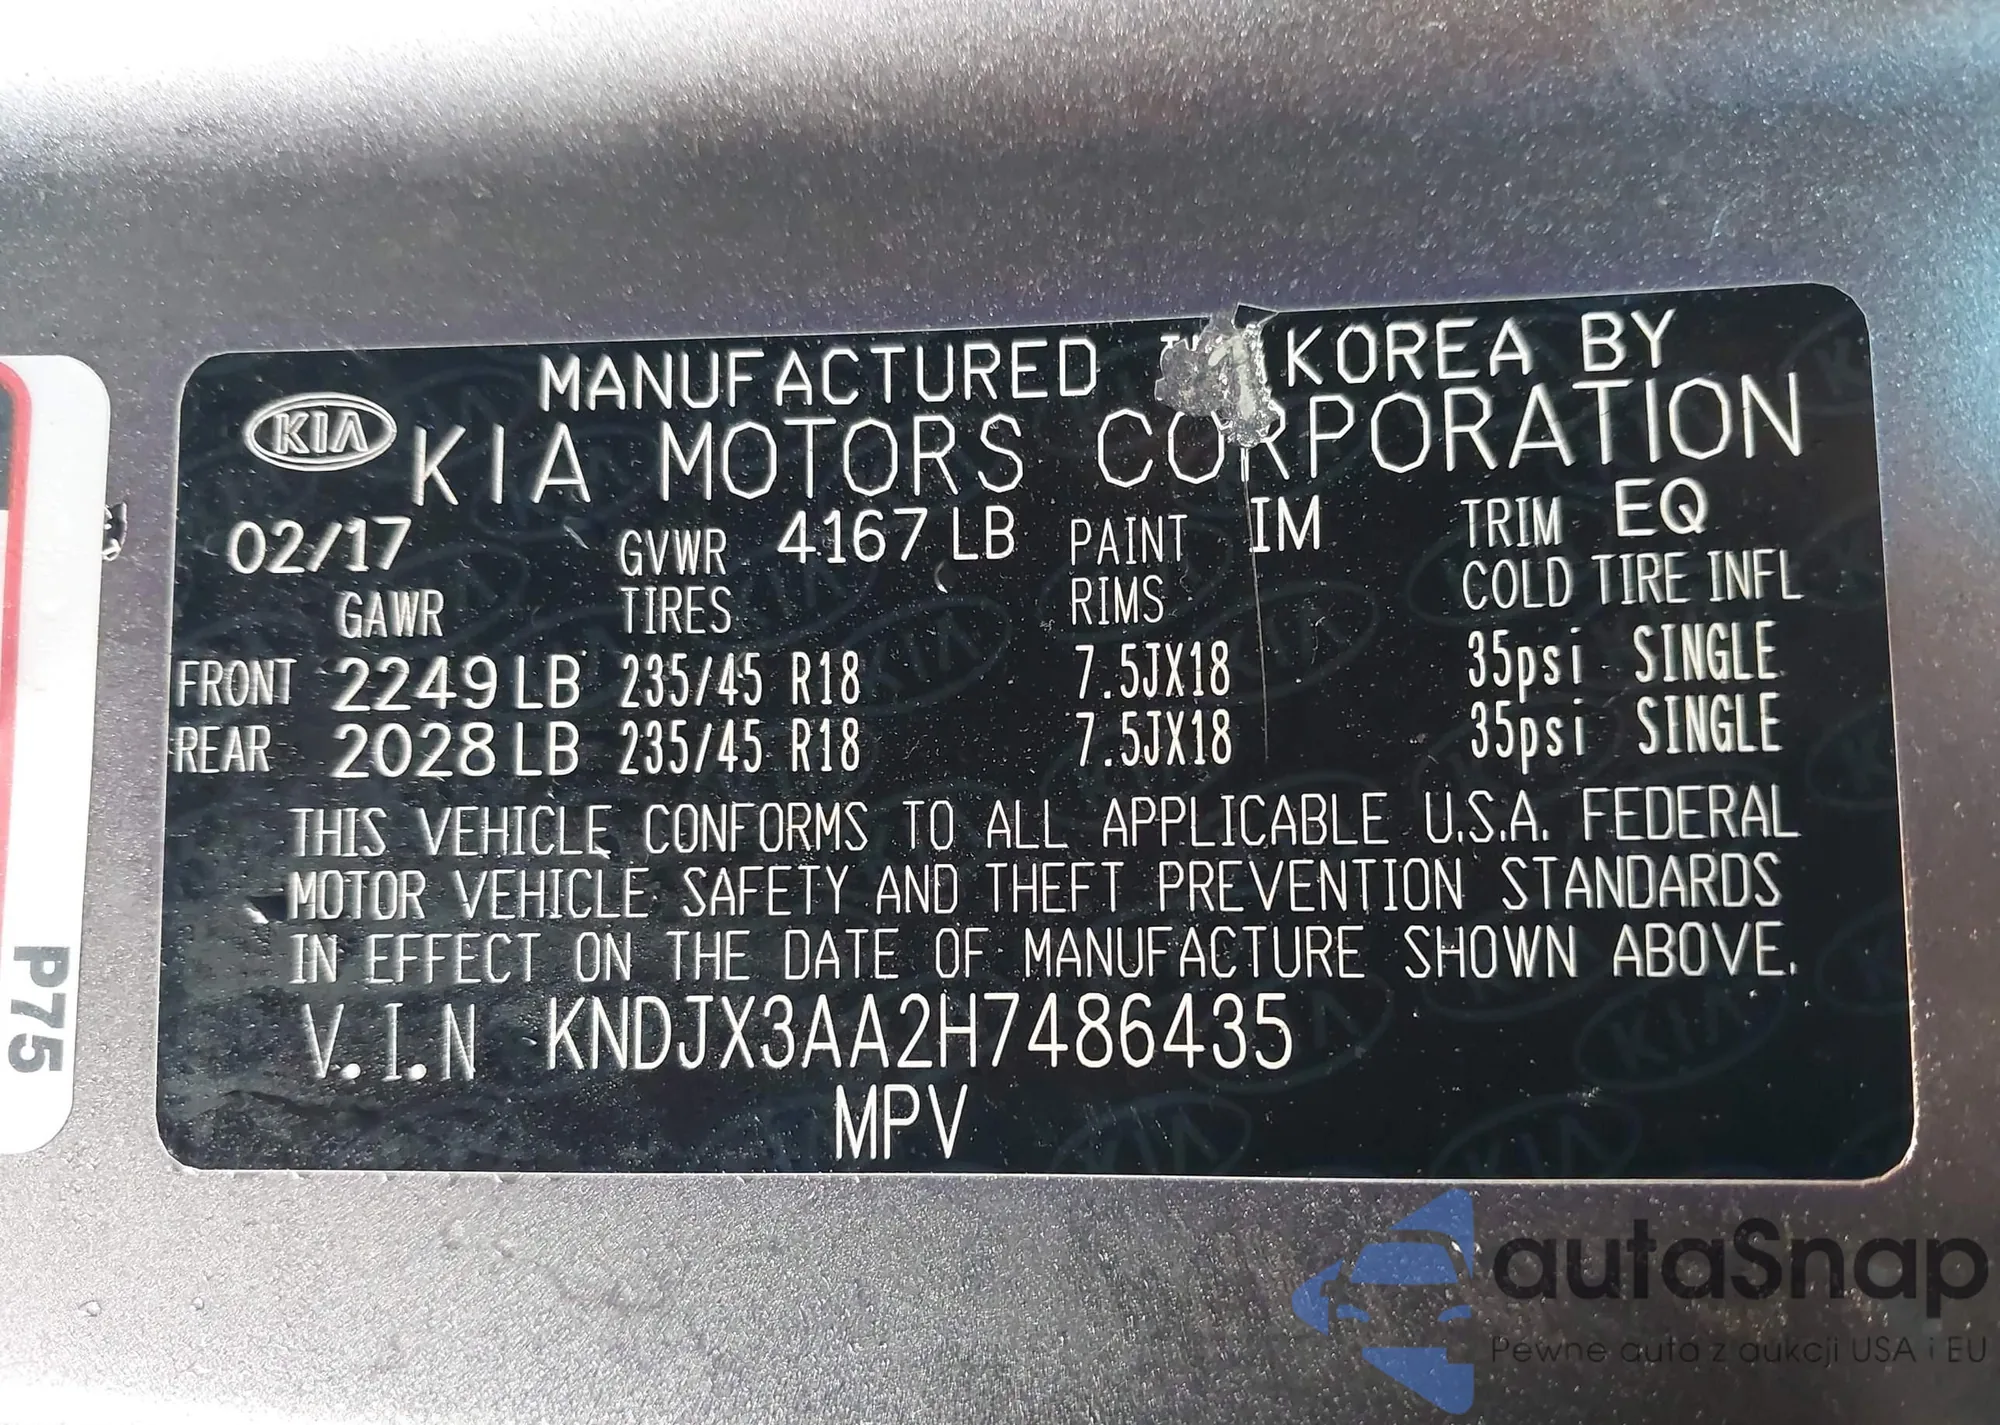 MANUFACTURED IN KOREA BY
KIA
KIA MOTORS CORPORATION
02/17 GVWR 4167 LB PAINT IM TRIM EQ
GAWR TIRES RIMS COLD TIRE INFL
FRONT 2249 LB 235/45 R18 7.5JX18 35psi SINGLE
REAR 2028 LB 235/45 R18 7.5JX18 35psi SINGLE
THIS VEHICLE CONFORMS TO ALL APPLICABLE U.S.A. FEDERAL
MOTOR VEHICLE SAFETY AND THEFT PREVENTION STANDARDS
IN EFFECT ON THE DATE OF MANUFACTURE SHOWN ABOVE.
V.I.N KNDJX3AA2H7486435
MPV
P75
autaSnap
Pewne auta z aukcji USA i EU